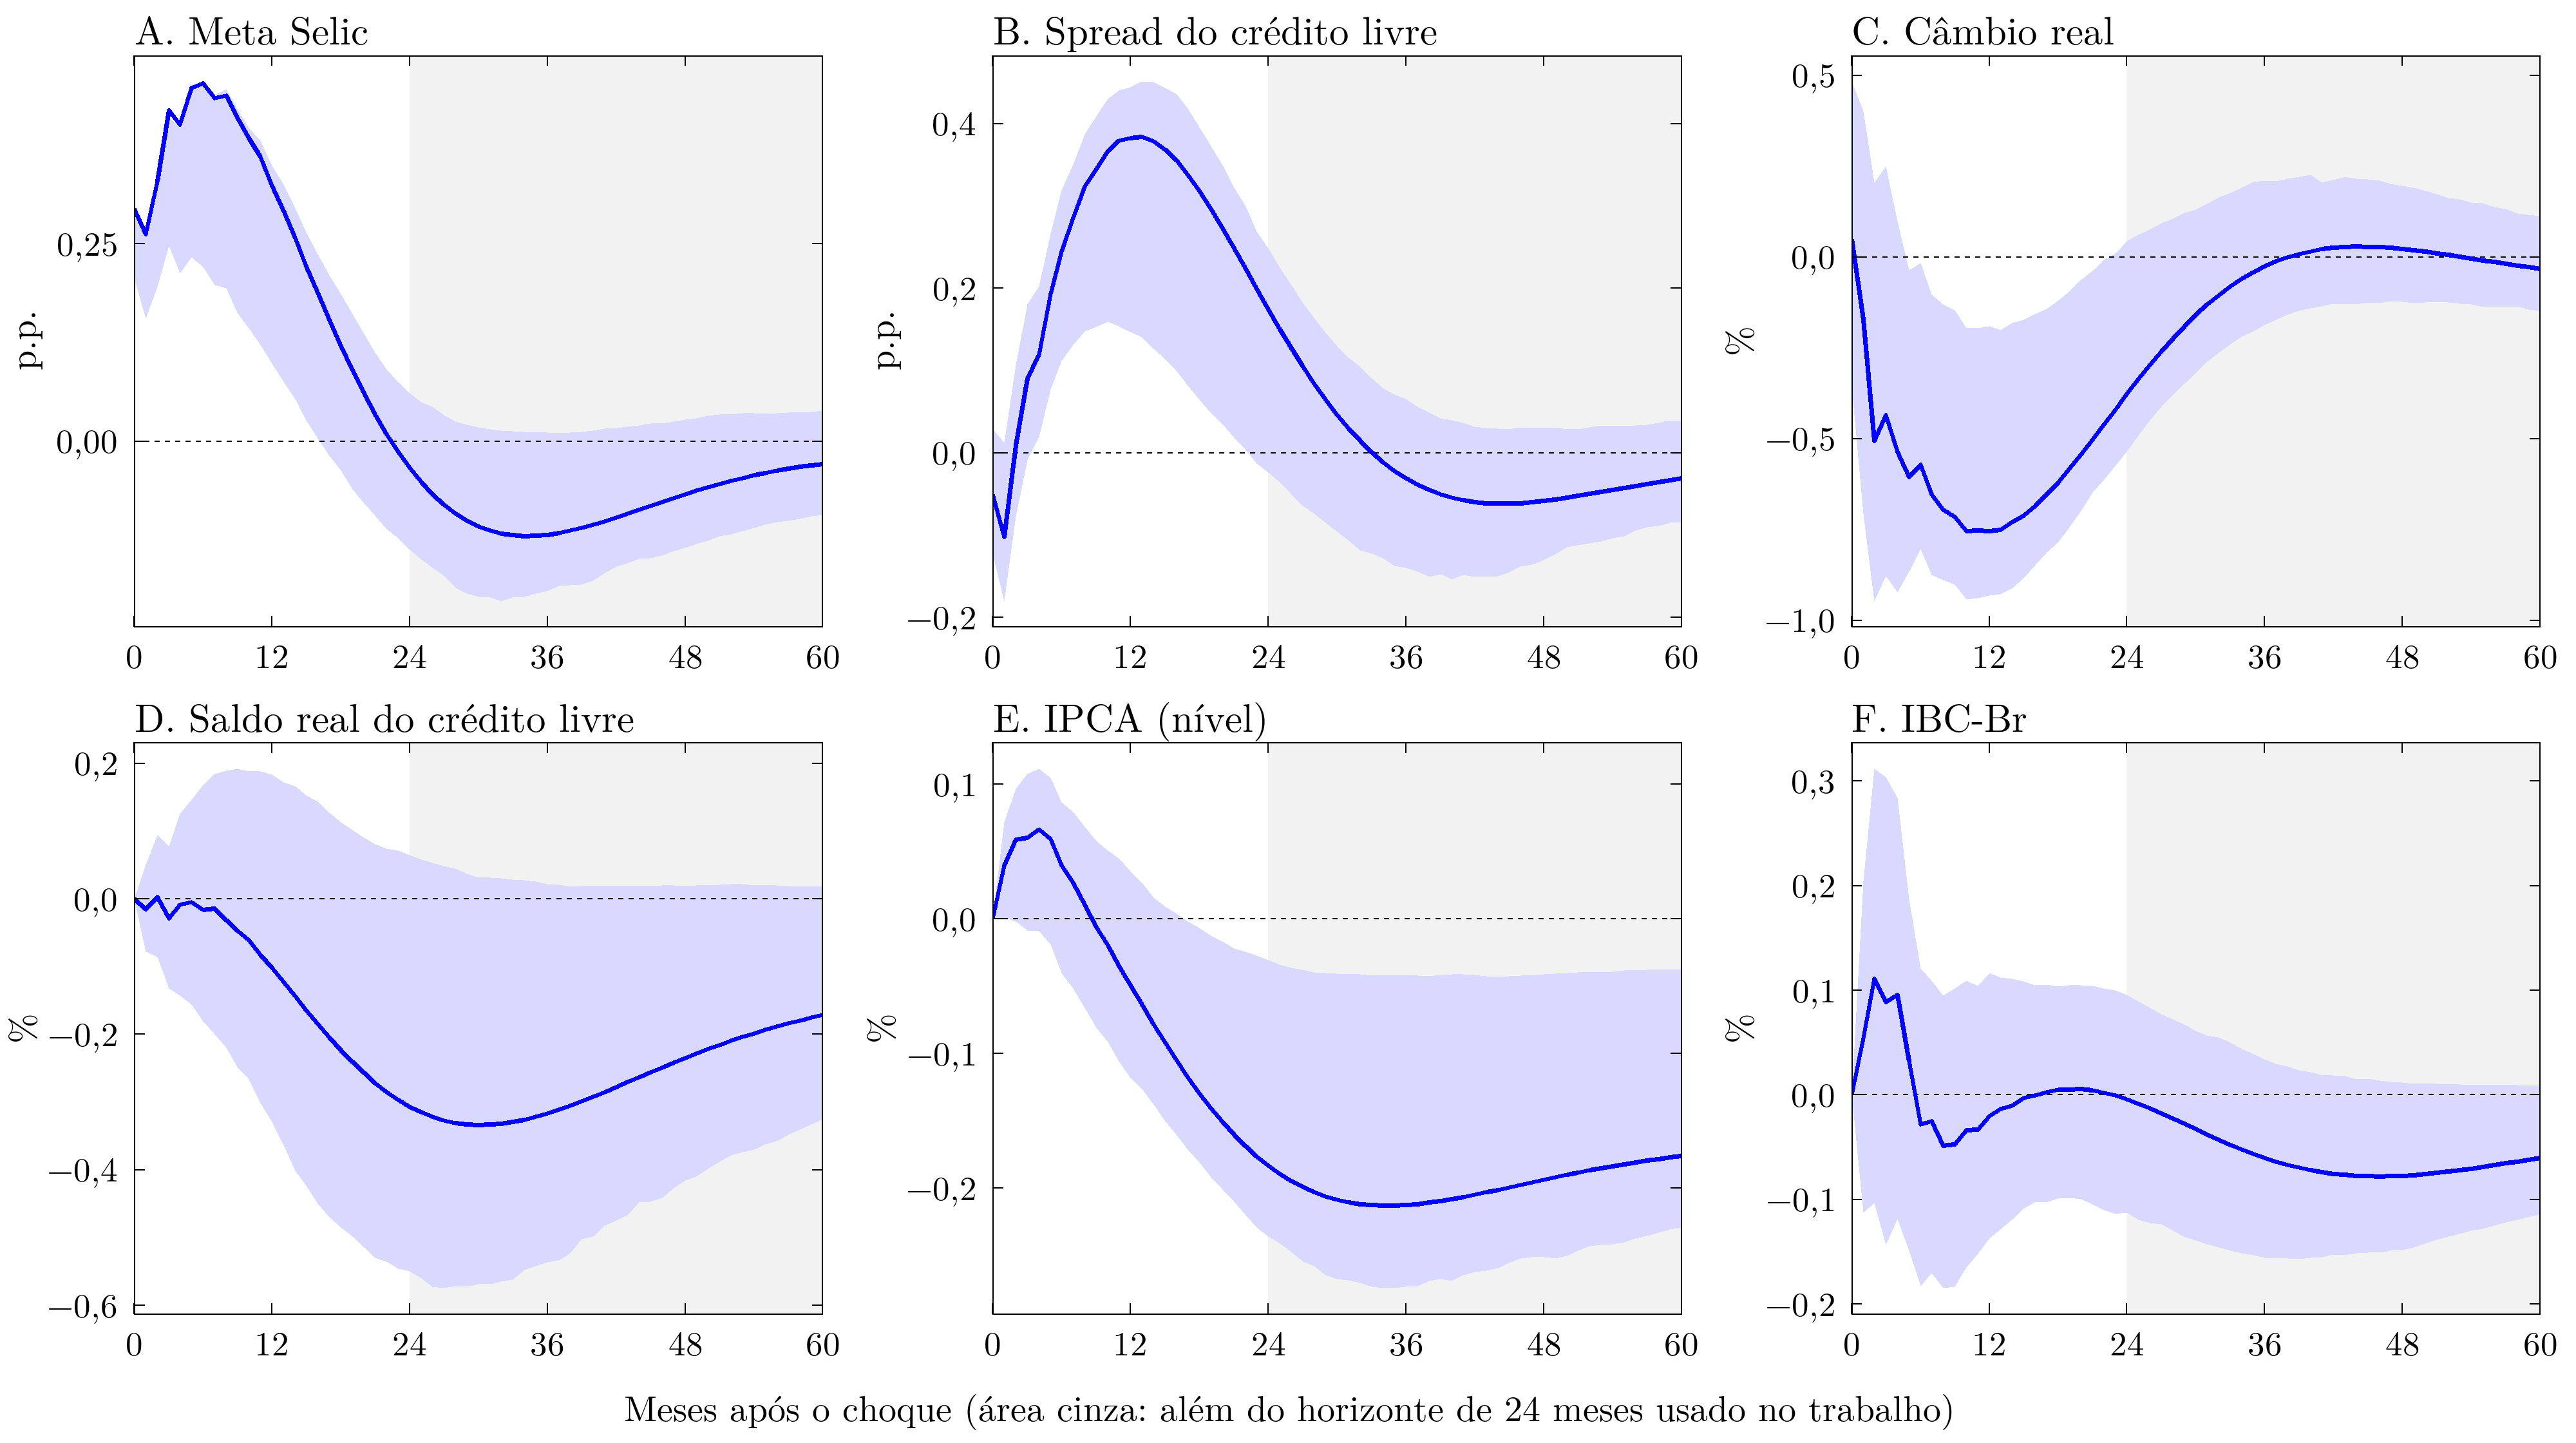 A. Meta Selic
p.p.
0,25
0,00
0 12 24 36 48 60
B. Spread do crédito livre
p.p.
0,4
0,2
0,0
−0,2
0 12 24 36 48 60
C. Câmbio real
%
0,5
0,0
−0,5
−1,0
0 12 24 36 48 60
D. Saldo real do crédito livre
%
0,2
0,0
−0,2
−0,4
−0,6
0 12 24 36 48 60
E. IPCA (nível)
%
0,1
0,0
−0,1
−0,2
0 12 24 36 48 60
F. IBC-Br
%
0,3
0,2
0,1
0,0
−0,1
−0,2
0 12 24 36 48 60
Meses após o choque (área cinza: além do horizonte de 24 meses usado no trabalho)